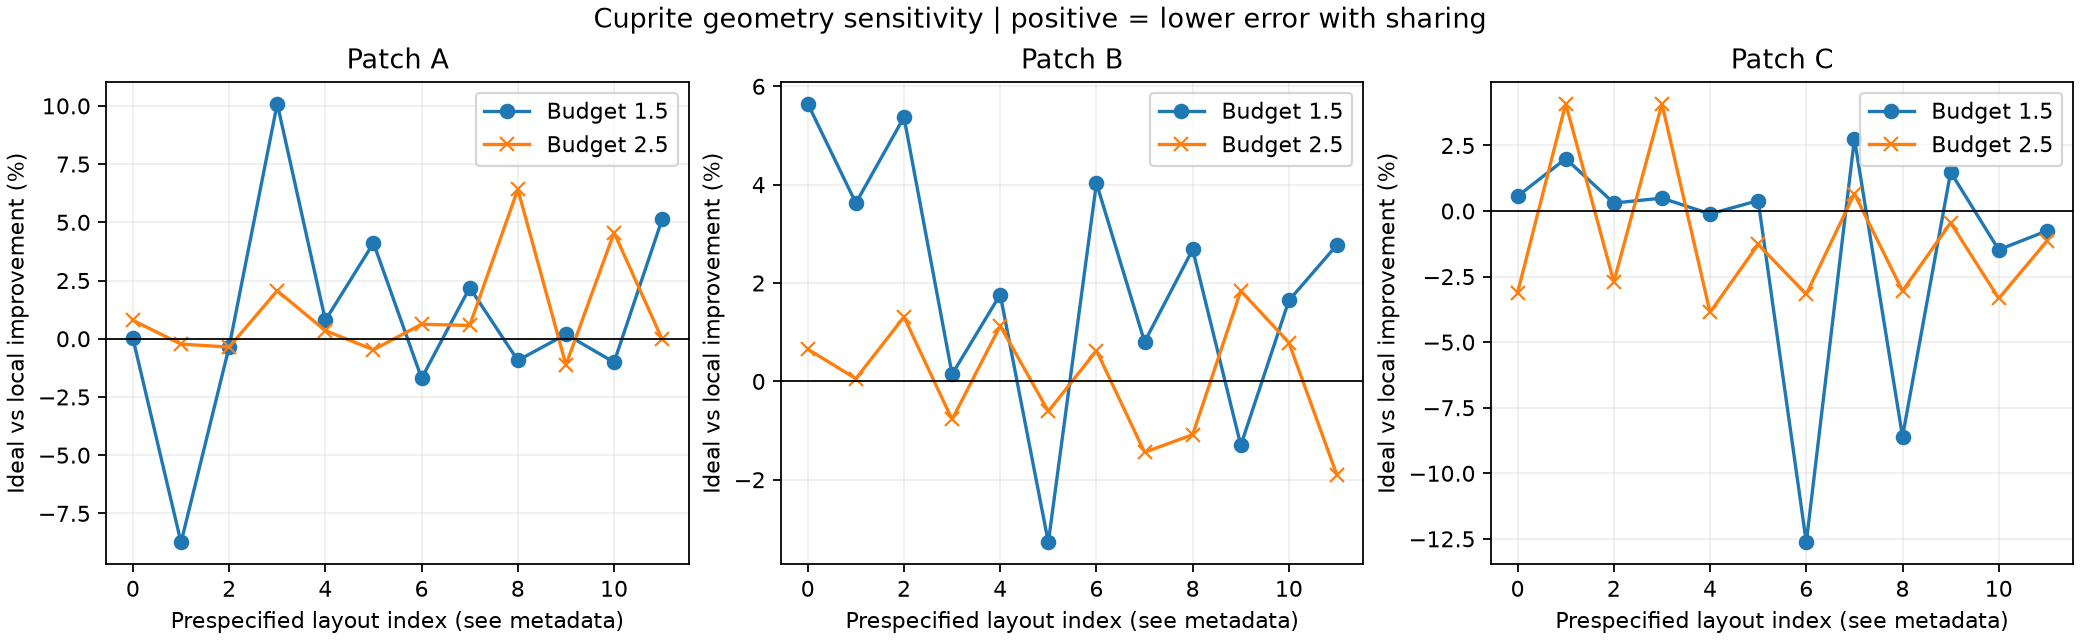 Cuprite geometry sensitivity | positive = lower error with sharing
Patch A
Ideal vs local improvement (%)
10.0
7.5
5.0
2.5
0.0
−2.5
−5.0
−7.5
Budget 1.5
Budget 2.5
0 2 4 6 8 10
Prespecified layout index (see metadata)
Patch B
Ideal vs local improvement (%)
6
4
2
0
−2
Budget 1.5
Budget 2.5
0 2 4 6 8 10
Prespecified layout index (see metadata)
Patch C
Ideal vs local improvement (%)
2.5
0.0
−2.5
−5.0
−7.5
−10.0
−12.5
Budget 1.5
Budget 2.5
0 2 4 6 8 10
Prespecified layout index (see metadata)